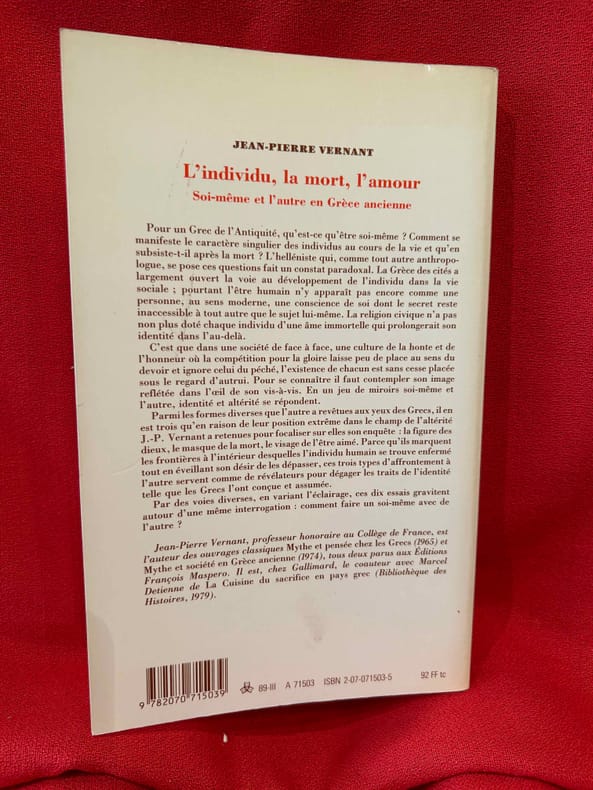 JEAN-PIERRE VERNANT
L'individu, la mort, l'amour
Soi-même et l'autre en Grèce ancienne
Pour un Grec de l'Antiquité, qu'est-ce qu'être soi-même ? Comment se
manifeste le caractère singulier des individus au cours de la vie et qu'en
subsiste-t-il après la mort ? L'helléniste qui, comme tout autre anthropo-
logue, se pose ces questions fait un constat paradoxal. La Grèce des cités a
largement ouvert la voie au développement de l'individu dans la vie
sociale ; pourtant l'être humain n'y apparaît pas encore comme une
personne, au sens moderne, une conscience de soi dont le secret reste
inaccessible à tout autre que le sujet lui-même. La religion civique n'a pas
non plus doté chaque individu d'une âme immortelle qui prolongerait son
identité dans l'au-delà.
C'est que dans une société de face à face, une culture de la honte et de
l'honneur où la compétition pour la gloire laisse peu de place au sens du
devoir et ignore celui du péché, l'existence de chacun est sans cesse placée
sous le regard d'autrui. Pour se connaître il faut contempler son image
reflétée dans l'œil de son vis-à-vis. En un jeu de miroirs soi-même et
l'autre, identité et altérité se répondent.
Parmi les formes diverses que l'autre a revêtues aux yeux des Grecs, il en
est trois qu'en raison de leur position extrême dans le champ de l'altérité
J.-P. Vernant a retenues pour focaliser sur elles son enquête : la figure des
dieux, le masque de la mort, le visage de l'être aimé. Parce qu'ils marquent
les frontières à l'intérieur desquelles l'individu humain se trouve enfermé
tout en éveillant son désir de les dépasser, ces trois types d'affrontement à
l'autre servent comme de révélateurs pour dégager les traits de l'identité
telle que les Grecs l'ont conçue et assumée.
Par des voies diverses, en variant l'éclairage, ces dix essais gravitent
autour d'une même interrogation : comment faire un soi-même avec de
l'autre ?
Jean-Pierre Vernant, professeur honoraire au Collège de France, est
l'auteur des ouvrages classiques Mythe et pensée chez les Grecs (1965) et
Mythe et société en Grèce ancienne (1974), tous deux parus aux Éditions
François Maspero. Il est, chez Gallimard, le coauteur avec Marcel
Detienne de La Cuisine du sacrifice en pays grec (Bibliothèque des
Histoires, 1979).
89-III A 71503 ISBN 2-07-071503-5 92 FF tc
9 782070 715039